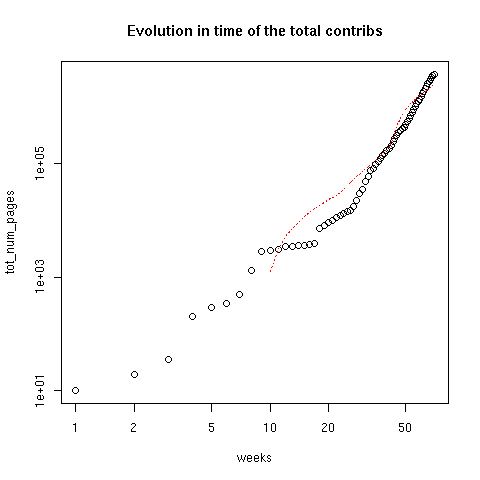 Evolution in time of the total contribs
tot_num_pages
1e+05
1e+03
1e+01
1 2 5 10 20 50
weeks